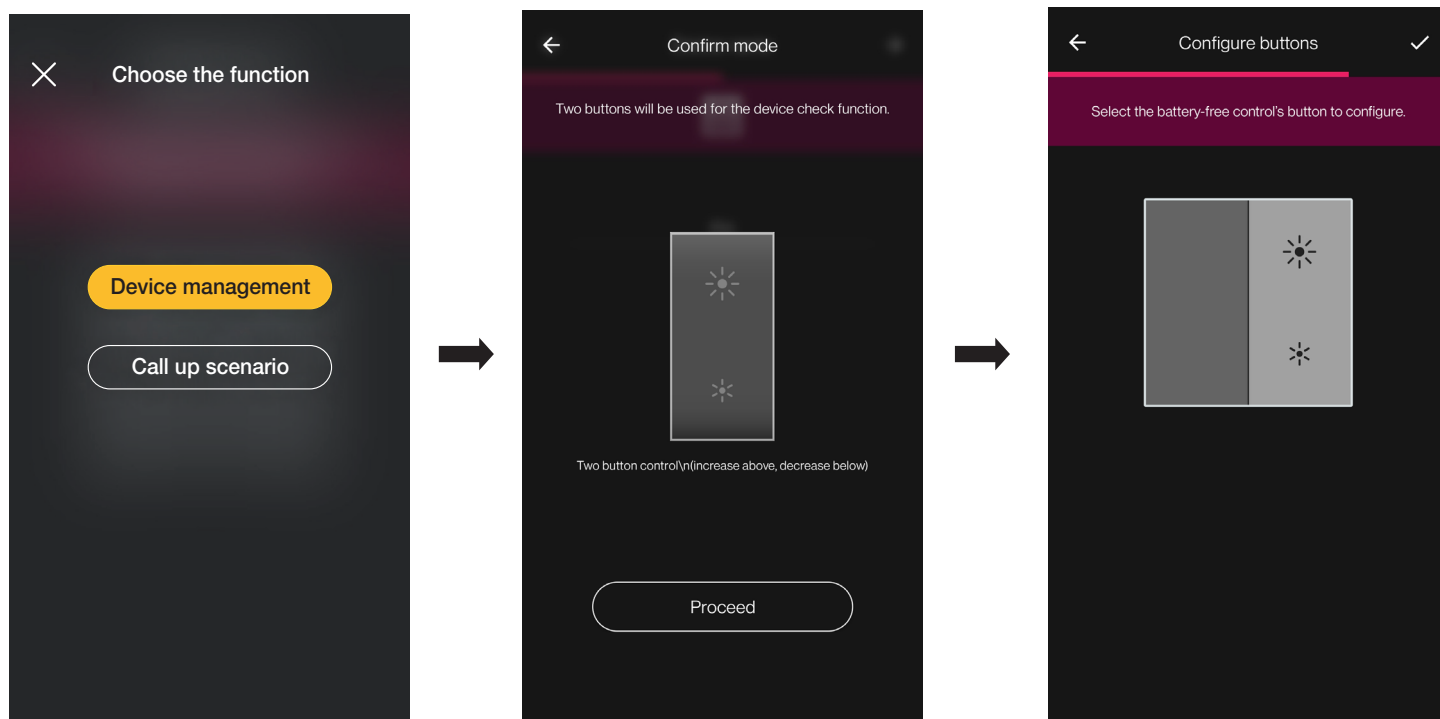 Choose the function
Device management
Call up scenario
Confirm mode
Two buttons will be used for the device check function.
Two button control\n(increase above, decrease below)
Proceed
Configure buttons
Select the battery-free control's button to configure.